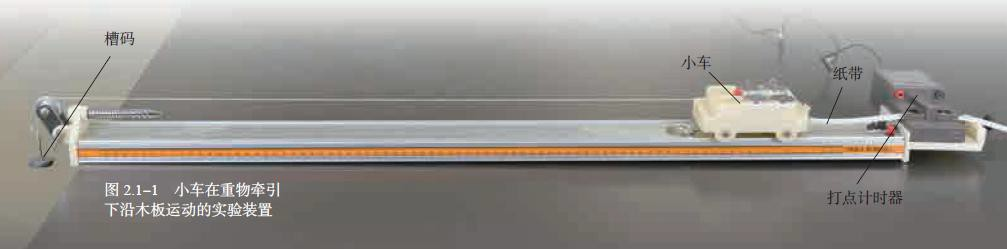 槽码
小车
纸带
打点计时器
图 2.1-1 小车在重物牵引
下沿木板运动的实验装置